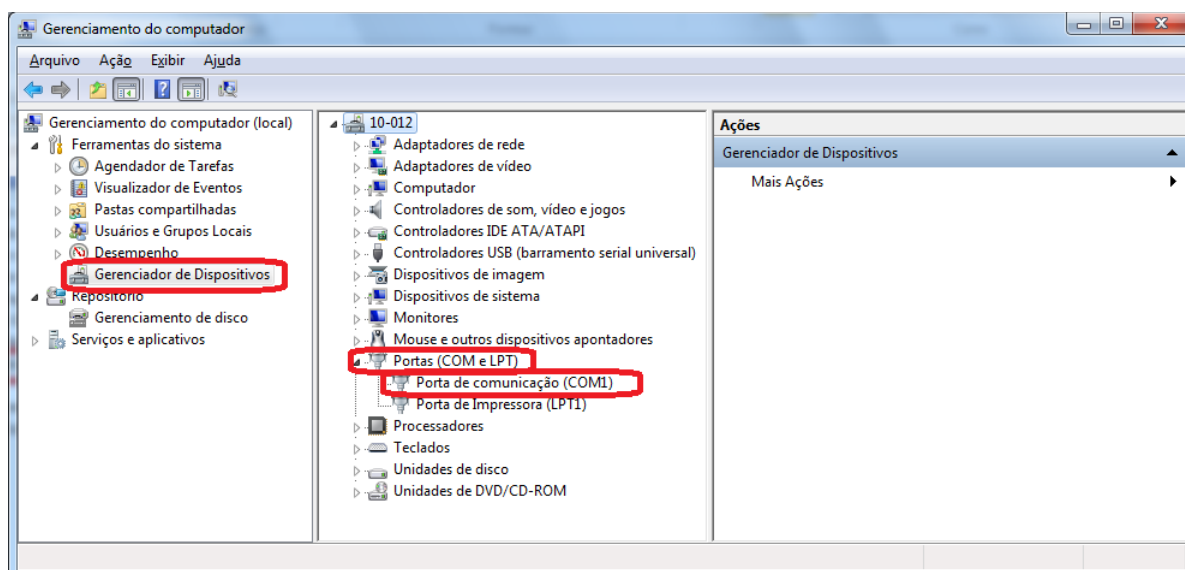 Gerenciamento do computador
Arquivo Ação Exibir Ajuda
Gerenciamento do computador (local)
Ferramentas do sistema
Agendador de Tarefas
Visualizador de Eventos
Pastas compartilhadas
Usuários e Grupos Locais
Desempenho
Gerenciador de Dispositivos
Repositório
Gerenciamento de disco
Serviços e aplicativos
10-012
Adaptadores de rede
Adaptadores de vídeo
Computador
Controladores de som, vídeo e jogos
Controladores IDE ATA/ATAPI
Controladores USB (barramento serial universal)
Dispositivos de imagem
Dispositivos de sistema
Monitores
Mouse e outros dispositivos apontadores
Portas (COM e LPT)
Porta de comunicação (COM1)
Porta de Impressora (LPT1)
Processadores
Teclados
Unidades de disco
Unidades de DVD/CD-ROM
Ações
Gerenciador de Dispositivos
Mais Ações